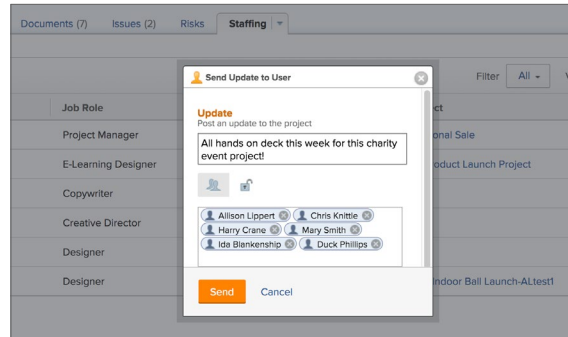 Documents (7) Issues (2) Risks Staffing
Filter All
Send Update to User
Job Role
Update
Post an update to the project
Project Manager
All hands on deck this week for this charity
event project!
onal Sale
E-Learning Designer
oduct Launch Project
Copywriter
Creative Director
Allison Lippert Chris Knittle
Harry Crane Mary Smith
Ida Blankenship Duck Phillips
Designer
Designer
Indoor Ball Launch-ALtest1
Send Cancel